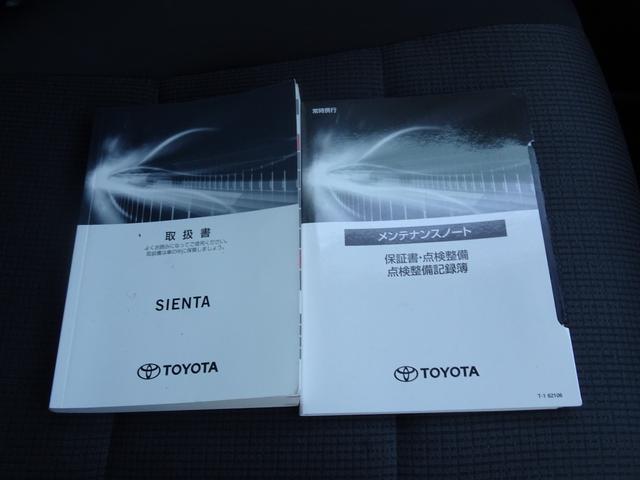 取扱書
よくお読みになってご使用ください。
取扱書は車の中に保管しましょう。
SIENTA
TOYOTA
常時携行
メンテナンスノート
保証書・点検整備
点検整備記録簿
TOYOTA
T-1 62106